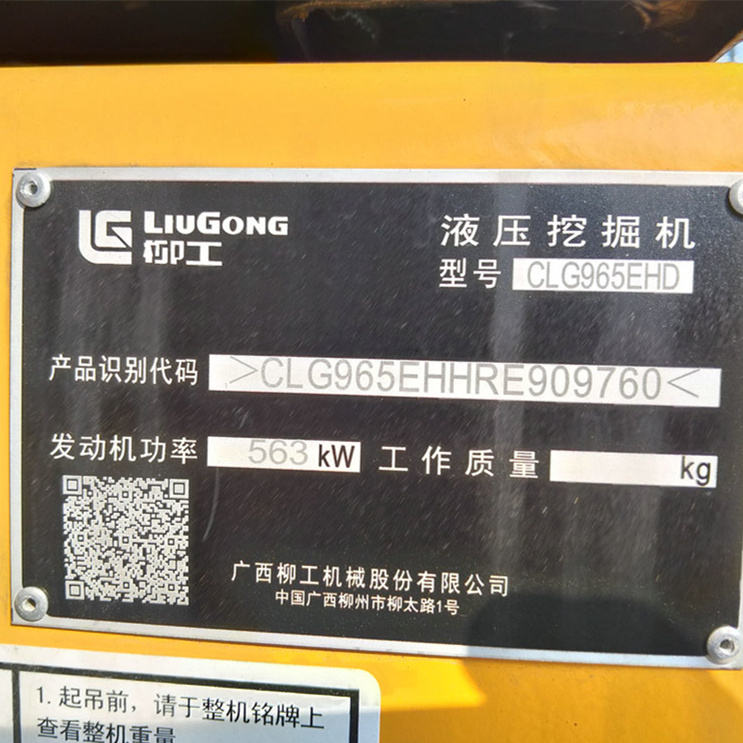 LIUGONG
柳工
液压挖掘机
型号 CLG965EHD
产品识别代码 >CLG965EHHRE909760<
发动机功率 563 kW 工作质量 kg
广西柳工机械股份有限公司
中国广西柳州市柳太路1号
1. 起吊前，请于整机铭牌上
查看整机重量